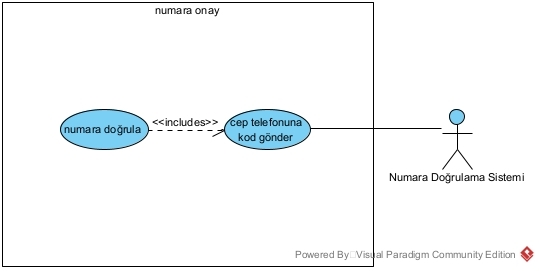 numara onay
numara doğrula
<<includes>>
cep telefonuna
kod gönder
Numara Doğrulama Sistemi
Powered By Visual Paradigm Community Edition